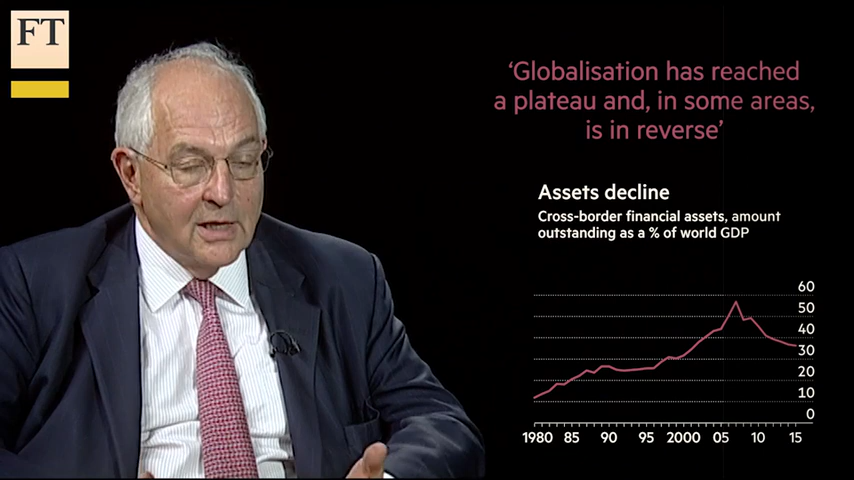 FT
‘Globalisation has reached
a plateau and, in some areas,
is in reverse’
Assets decline
Cross-border financial assets, amount
outstanding as a % of world GDP
60
50
40
30
20
10
0
1980 85 90 95 2000 05 10 15